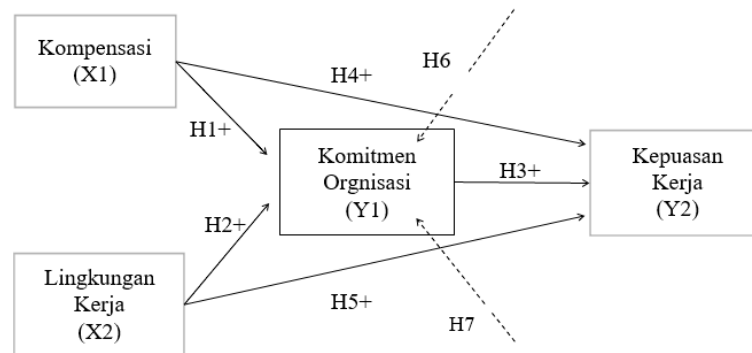 Kompensasi
(X1)
H6
H4+
H1+
Komitmen
Orgnisasi
(Y1)
H3+
Kepuasan
Kerja
(Y2)
H2+
Lingkungan
Kerja
(X2)
H5+
H7